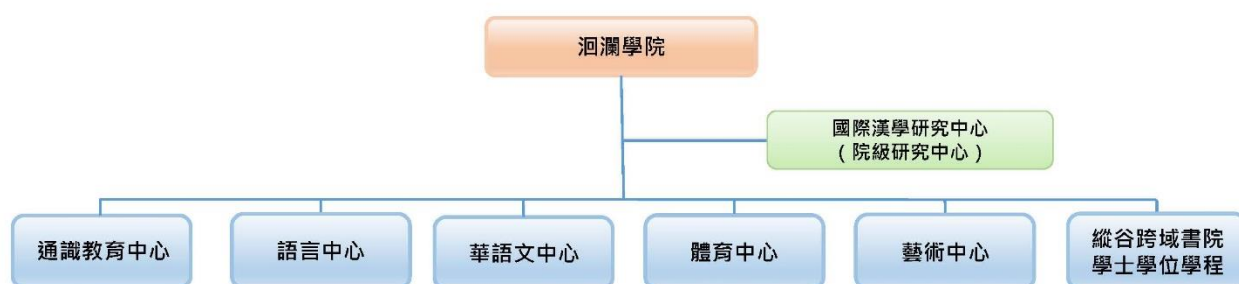 洄瀾學院
國際漢學研究中心
（院級研究中心）
通識教育中心
語言中心
華語文中心
體育中心
藝術中心
縱谷跨域書院
學士學位學程